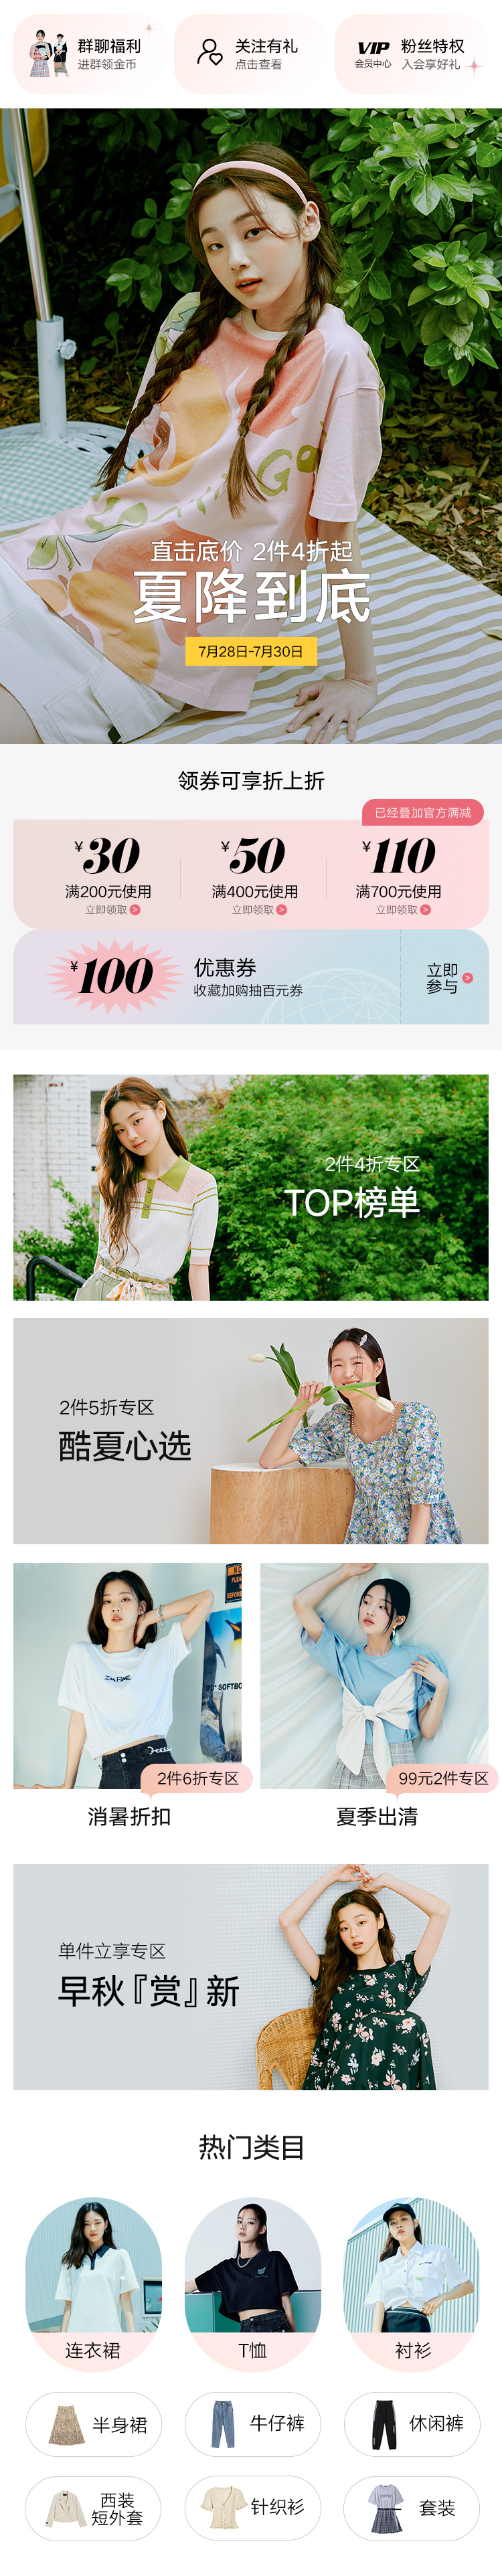 群聊福利
进群领金币
关注有礼
点击查看
VIP
会员中心
粉丝特权
入会享好礼
直击底价 2件4折起
夏降到底
7月28日-7月30日
领券可享折上折
已经叠加官方满减
¥30
满200元使用
立即领取 >
¥50
满400元使用
立即领取 >
¥110
满700元使用
立即领取 >
¥100
优惠券
收藏加购抽百元券
立即
参与 >
2件4折专区
TOP榜单
2件5折专区
酷夏心选
2件6折专区
消暑折扣
99元2件专区
夏季出清
单件立享专区
早秋『赏』新
热门类目
连衣裙
T恤
衬衫
半身裙
牛仔裤
休闲裤
西装
短外套
针织衫
套装